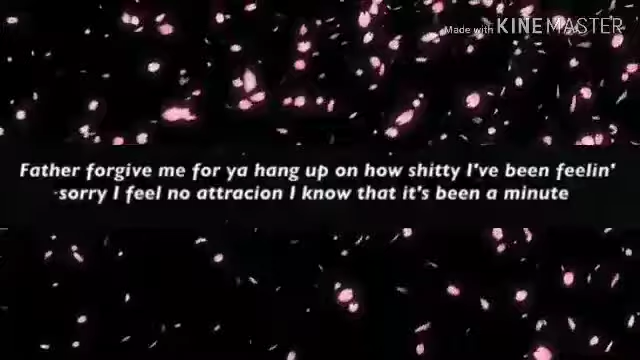 Made with KINEMASTER
Father forgive me for ya hang up on how shitty I've been feelin'
sorry I feel no attracion I know that it's been a minute